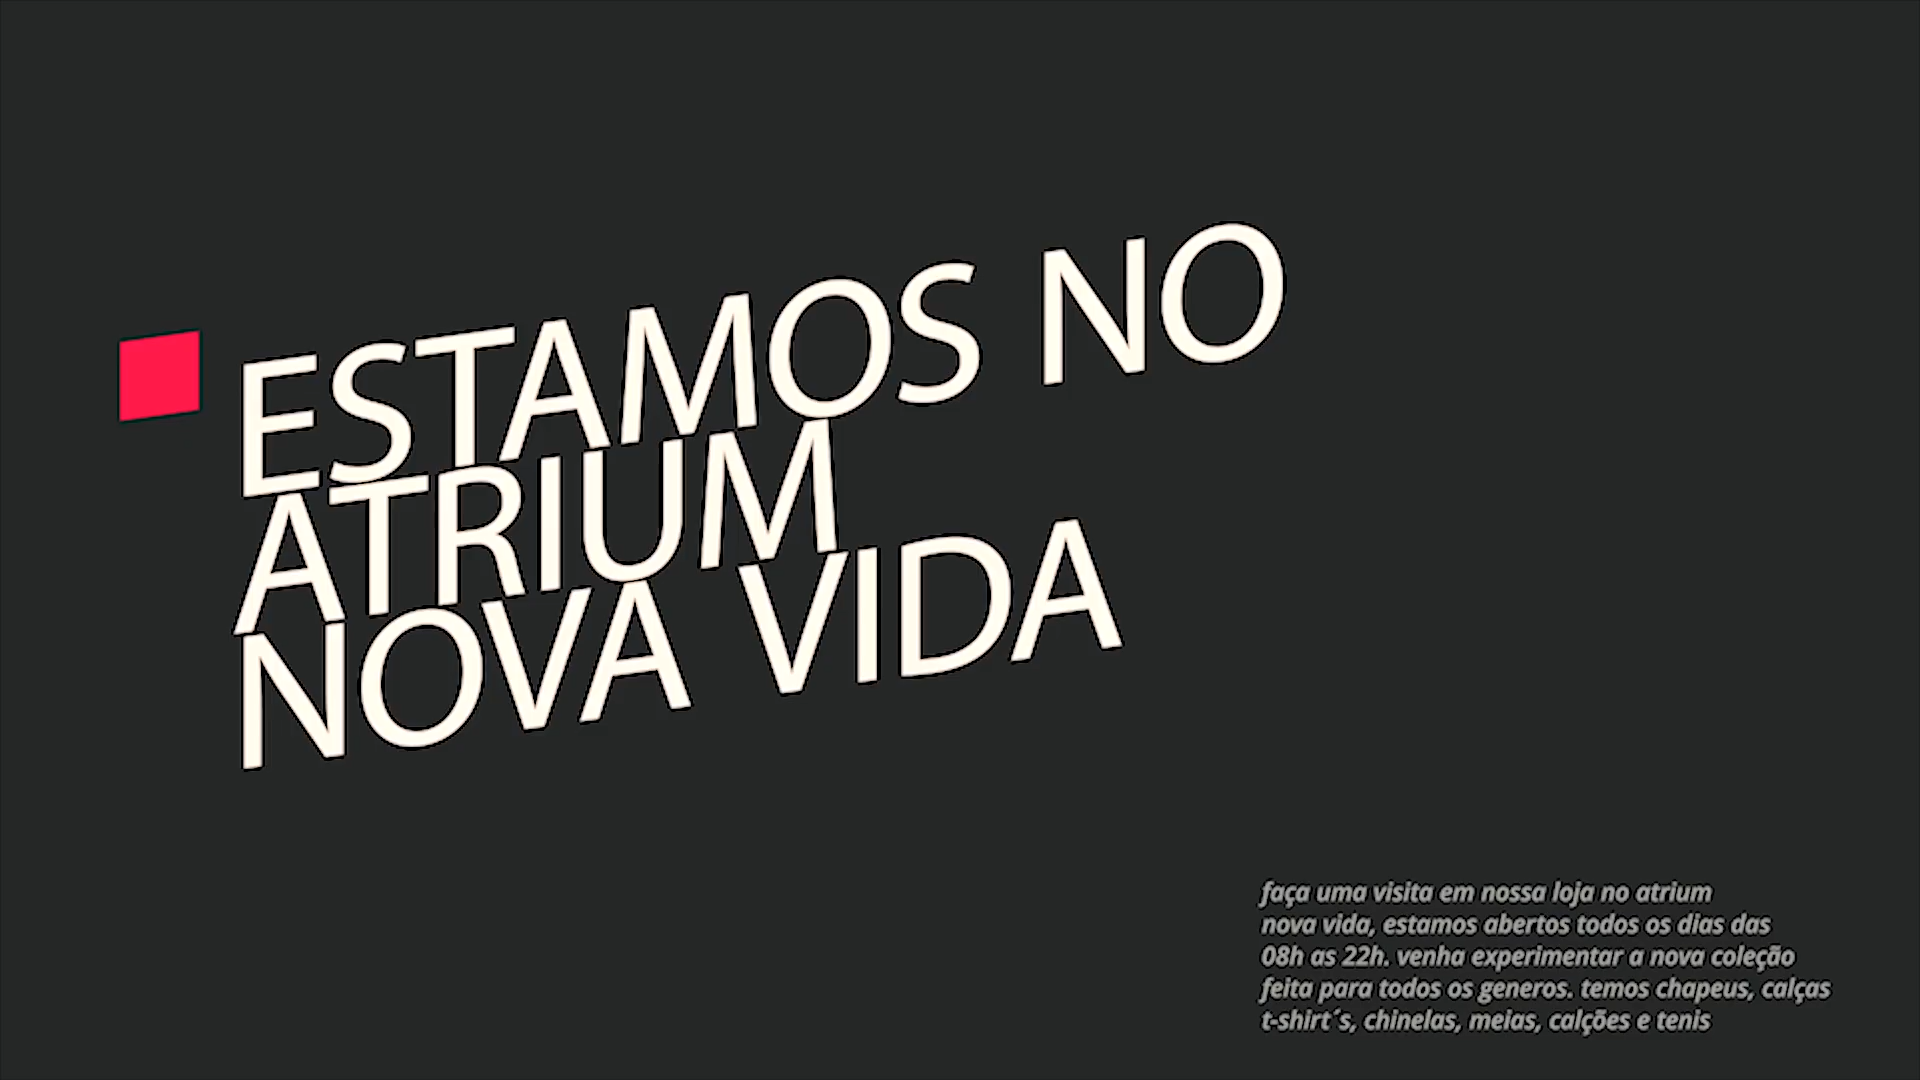 ESTAMOS NO
ATRIUM
NOVA VIDA
faça uma visita em nossa loja no atrium
nova vida, estamos abertos todos os dias das
08h as 22h. venha experimentar a nova coleção
feita para todos os generos. temos chapeus, calças
t-shirt´s, chinelas, meias, calções e tenis